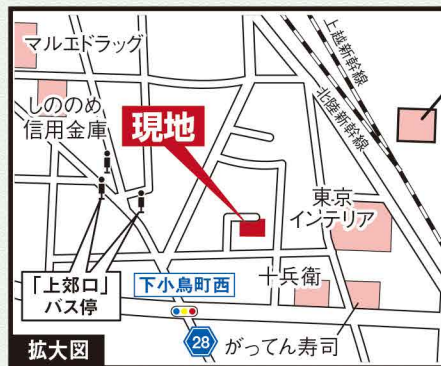 マルエドラッグ
上越新幹線
北陸新幹線
しののめ
信用金庫
現地
東京
インテリア
「上郊口」
バス停
下小鳥町西
十兵衛
28
がってん寿司
拡大図